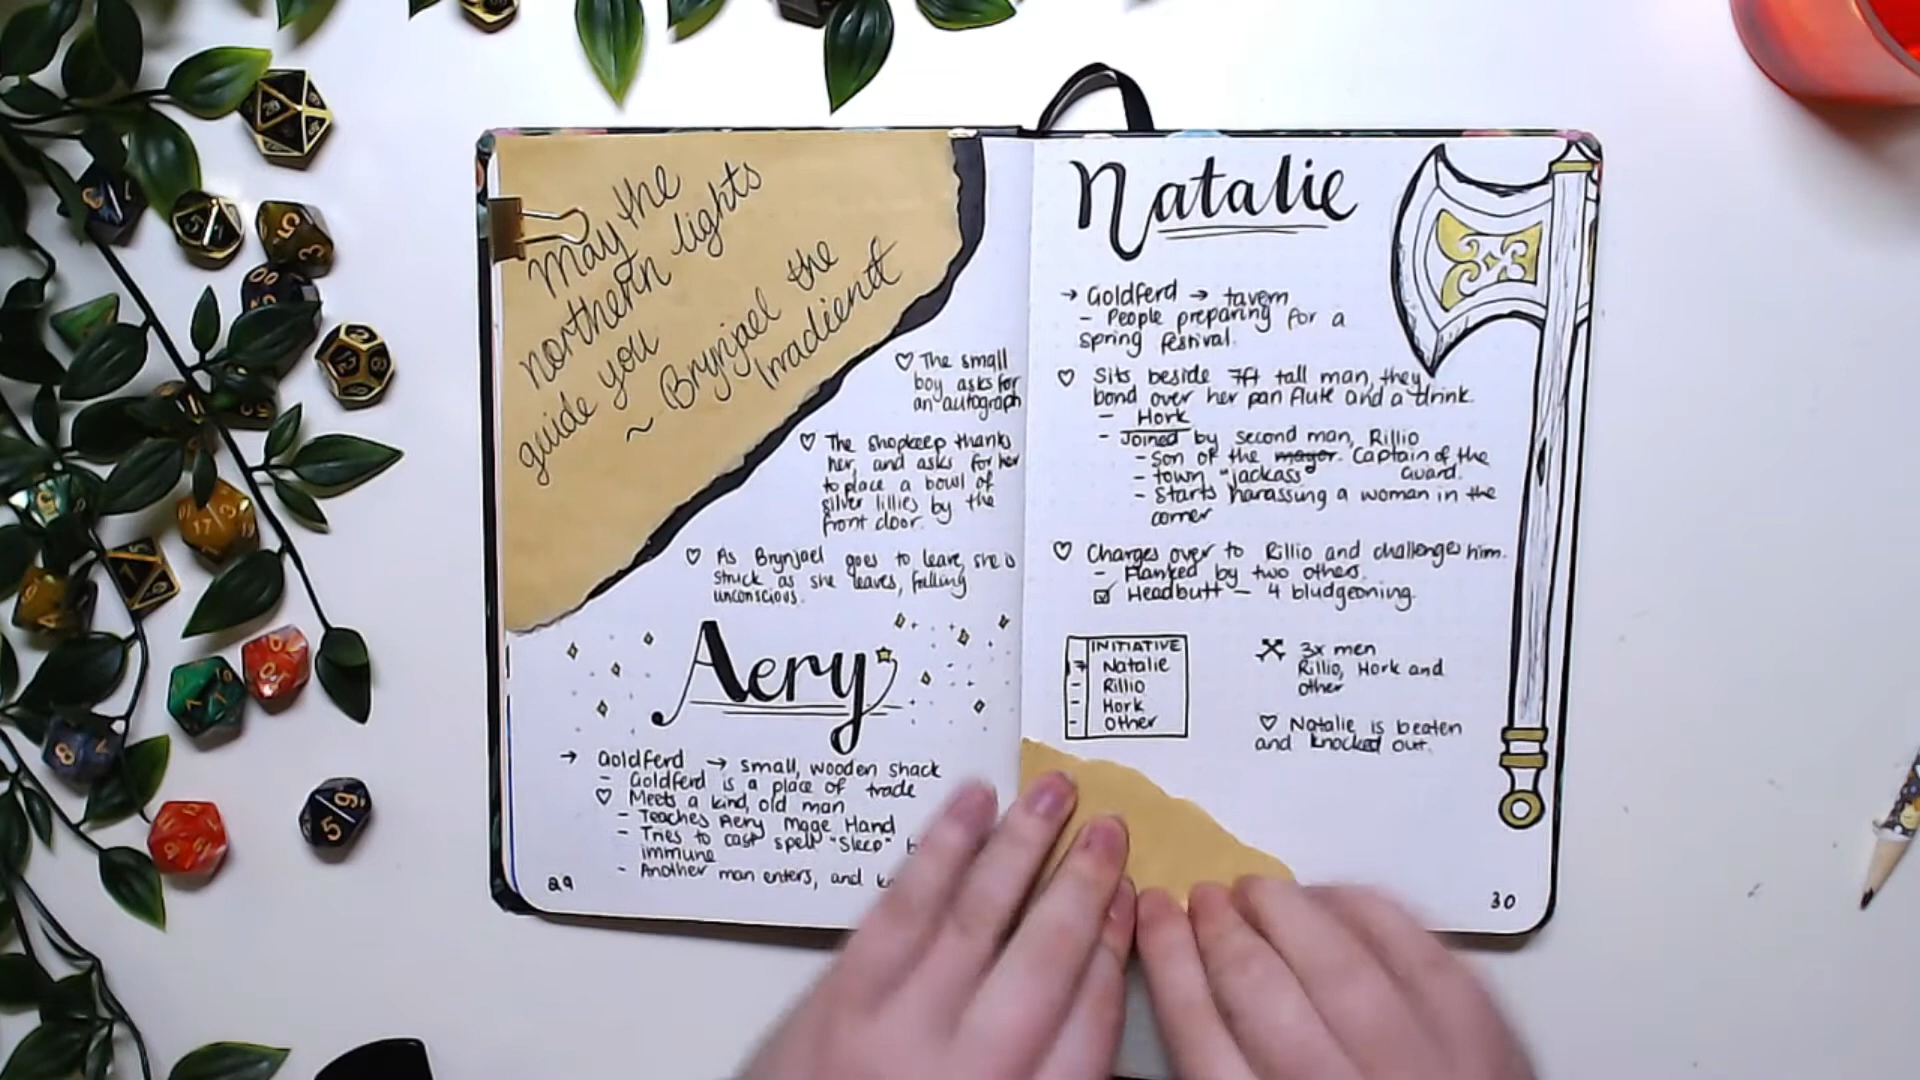 May the
northern lights
guide you
~ Brynjael the
Irradient
♡ The small
boy asks for
an autograph
♡ The shopkeep thanks
her, and asks for her
to place a bowl of
silver lillies by the
front door.
♡ As Brynjael goes to leave, she is
struck as she leaves, falling
unconscious.
Aery
→ Goldferd → small, wooden shack
- Goldferd is a place of trade
♡ Meets a kind, old man
- Teaches Aery Mage Hand
- Tries to cast spell "Sleep"
immune
- Another man enters, and
29
Natalie
→ Goldferd → tavern
- People preparing for a
spring festival.
♡ Sits beside 7ft tall man, they
bond over her pan flute and a drink.
- Hork
- Joined by second man, Rillio
- Son of the mayor. Captain of the
Guard.
- town "jackass"
- Starts harassing a woman in the
corner
♡ Charges over to Rillio and challenges him.
- Flanked by two others.
☑ Headbutt - 4 bludgeoning.
INITIATIVE
7 Natalie
- Rillio
- Hork
- Other
3x men
Rillio, Hork and
other
♡ Natalie is beaten
and knocked out.
30